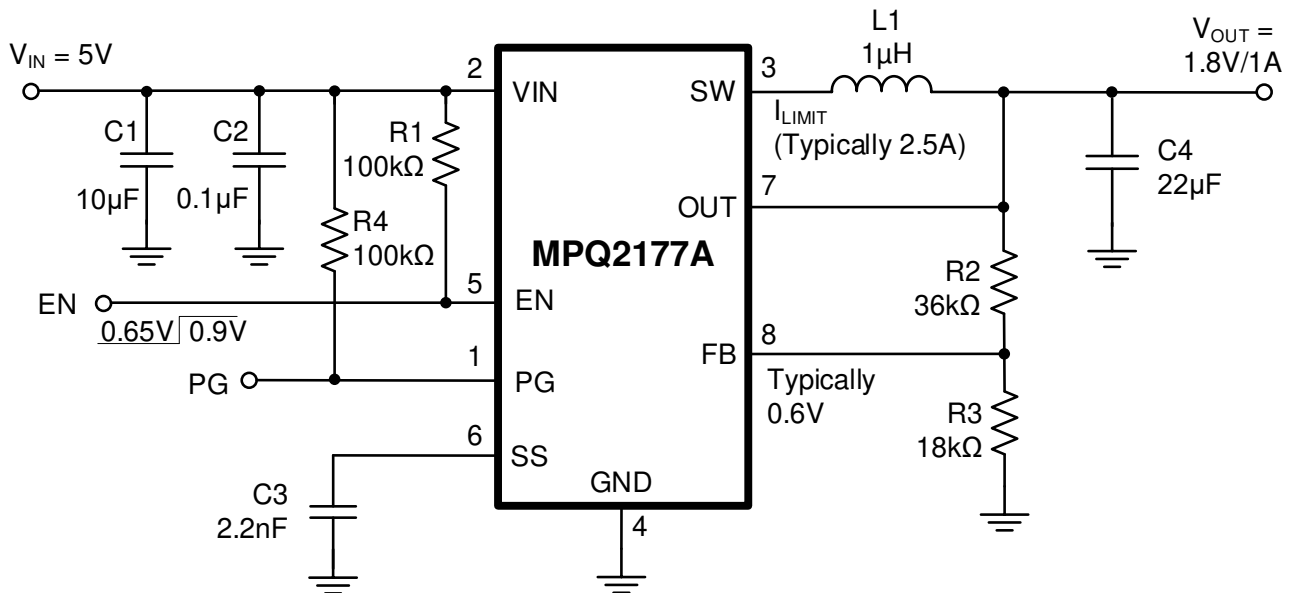 V_IN = 5V
C1
10µF
C2
0.1µF
R1
100kΩ
R4
100kΩ
EN
0.65V 0.9V
PG
C3
2.2nF
2
5
1
6
VIN
EN
PG
SS
MPQ2177A
SW
OUT
FB
GND
4
3
7
8
L1
1µH
I_LIMIT
(Typically 2.5A)
Typically
0.6V
R2
36kΩ
R3
18kΩ
C4
22µF
V_OUT =
1.8V/1A